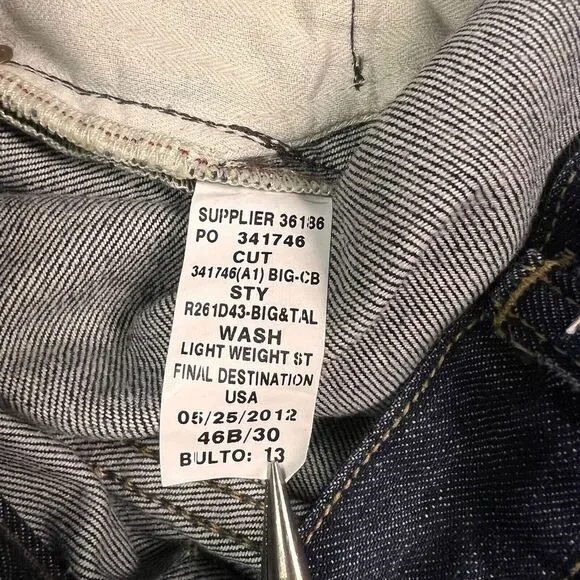 SUPPLIER 36186
PO 341746
CUT
341746(A1) BIG-CB
STY
R261D43-BIG&TAL
WASH
LIGHT WEIGHT ST
FINAL DESTINATION
USA
05/25/2012
46B/30
BULTO: 13